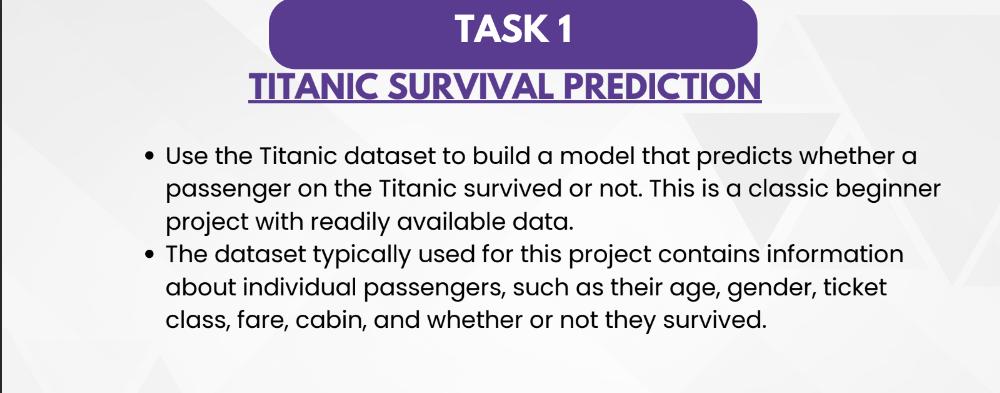 TASK 1
TITANIC SURVIVAL PREDICTION
• Use the Titanic dataset to build a model that predicts whether a
passenger on the Titanic survived or not. This is a classic beginner
project with readily available data.
• The dataset typically used for this project contains information
about individual passengers, such as their age, gender, ticket
class, fare, cabin, and whether or not they survived.